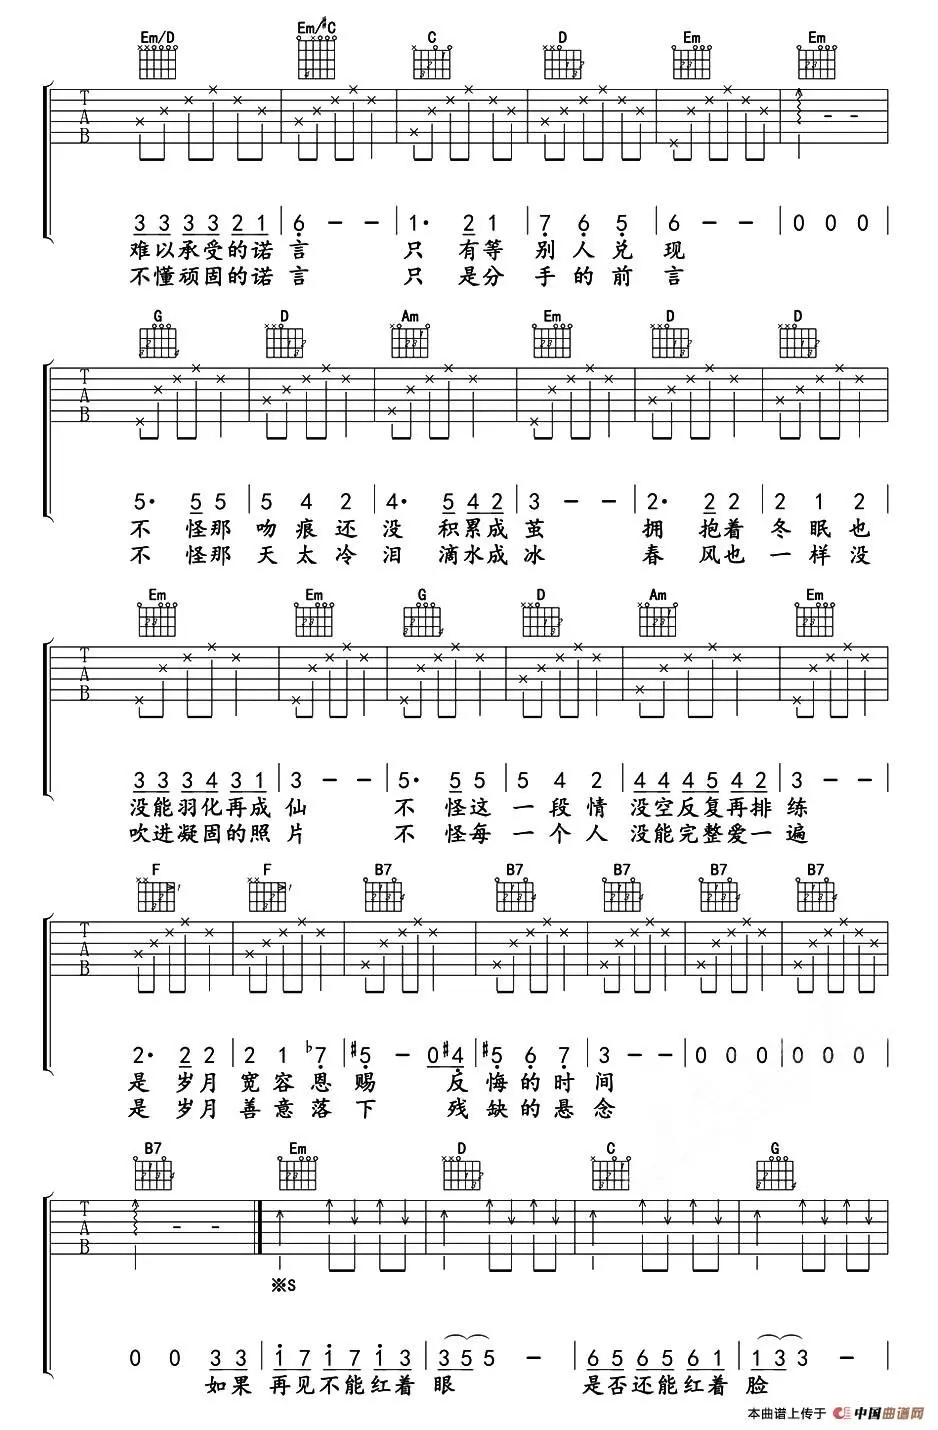 Em/D Em/#C C D Em Em
T A B
3 3 3 3 2 1 | 6 - - | 1· 2 1 | 7 6 5 | 6 - - | 0 0 0
难以承受的诺言 只有等别人兑现
不懂顽固的诺言 只是分手的前言
G D Am Em D D
T A B
5· 5 5 | 5 4 2 | 4· 5 4 2 | 3 - - | 2· 2 2 | 2 1 2
不怪那吻痕还没积累成茧 拥抱着冬眠也
不怪那天太冷泪滴水成冰 春风也一样没
Em Em G D Am Em
T A B
3 3 3 4 3 1 | 3 - - | 5· 5 5 | 5 4 2 | 4 4 4 5 4 2 | 3 - -
没能羽化再成仙 不怪这一段情没空反复再排练
吹进凝固的照片 不怪每一个人没能完整爱一遍
F F B7 B7 B7 B7 B7
T A B
2· 2 2 | 2 1 b7 | #5 - 0 #4 | #5 6 7 | 3 - - | 0 0 0 | 0 0 0
是岁月宽容恩赐 反悔的时间
是岁月善意落下 残缺的悬念
B7 Em D C G
T A B
※S
0 0 3 3 | 1 7 1 7 1 3 | 3 5 5 - | 6 5 6 5 6 1 | 1 3 3 -
如果再见不能红着眼 是否还能红着脸
本曲谱上传于 中国曲谱网